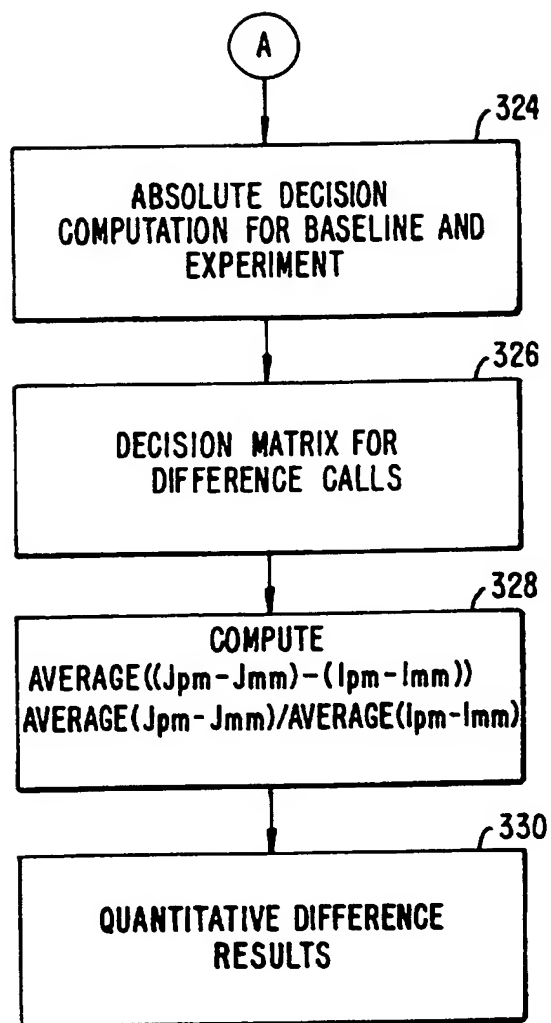 A
324
ABSOLUTE DECISION
COMPUTATION FOR BASELINE AND
EXPERIMENT
326
DECISION MATRIX FOR
DIFFERENCE CALLS
328
COMPUTE
AVERAGE((Jpm-Jmm)-(Ipm-Imm))
AVERAGE(Jpm-Jmm)/AVERAGE(Ipm-Imm)
330
QUANTITATIVE DIFFERENCE
RESULTS